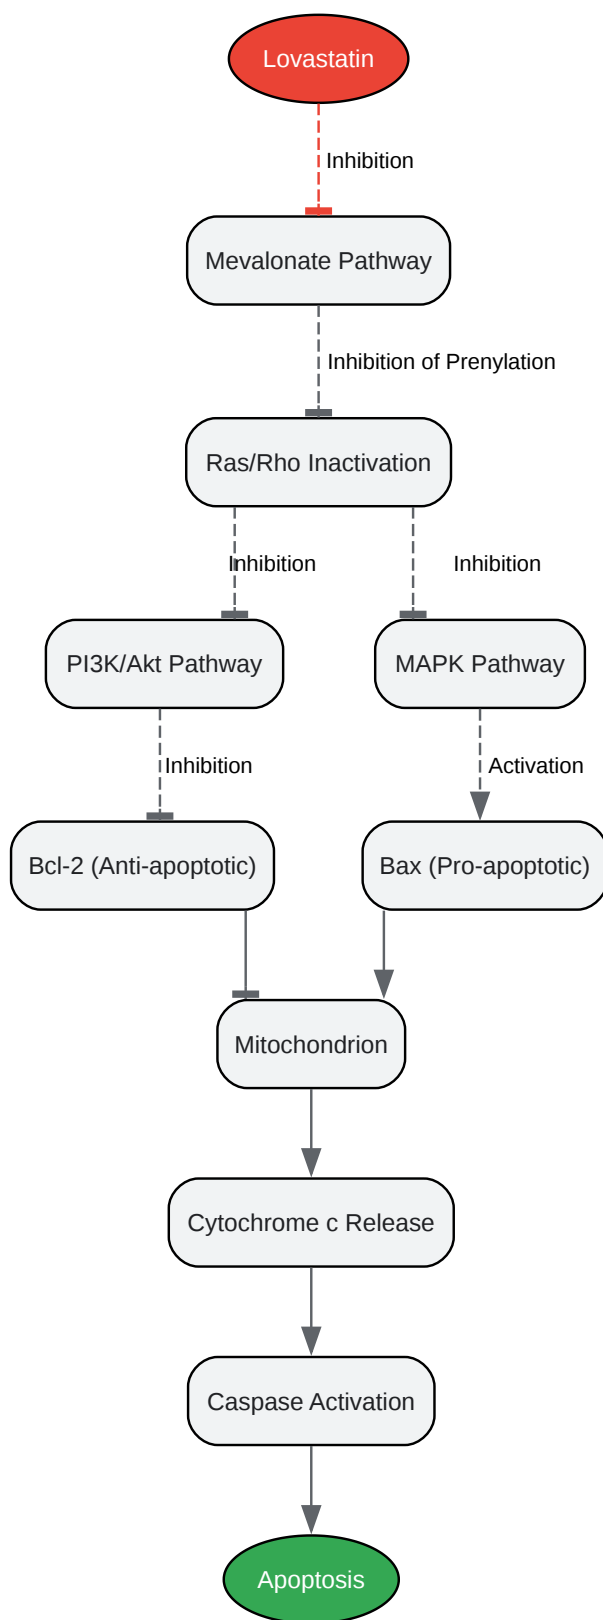 Lovastatin
Inhibition
Mevalonate Pathway
Inhibition of Prenylation
Ras/Rho Inactivation
Inhibition
Inhibition
PI3K/Akt Pathway
MAPK Pathway
Inhibition
Activation
Bcl-2 (Anti-apoptotic)
Bax (Pro-apoptotic)
Mitochondrion
Cytochrome c Release
Caspase Activation
Apoptosis